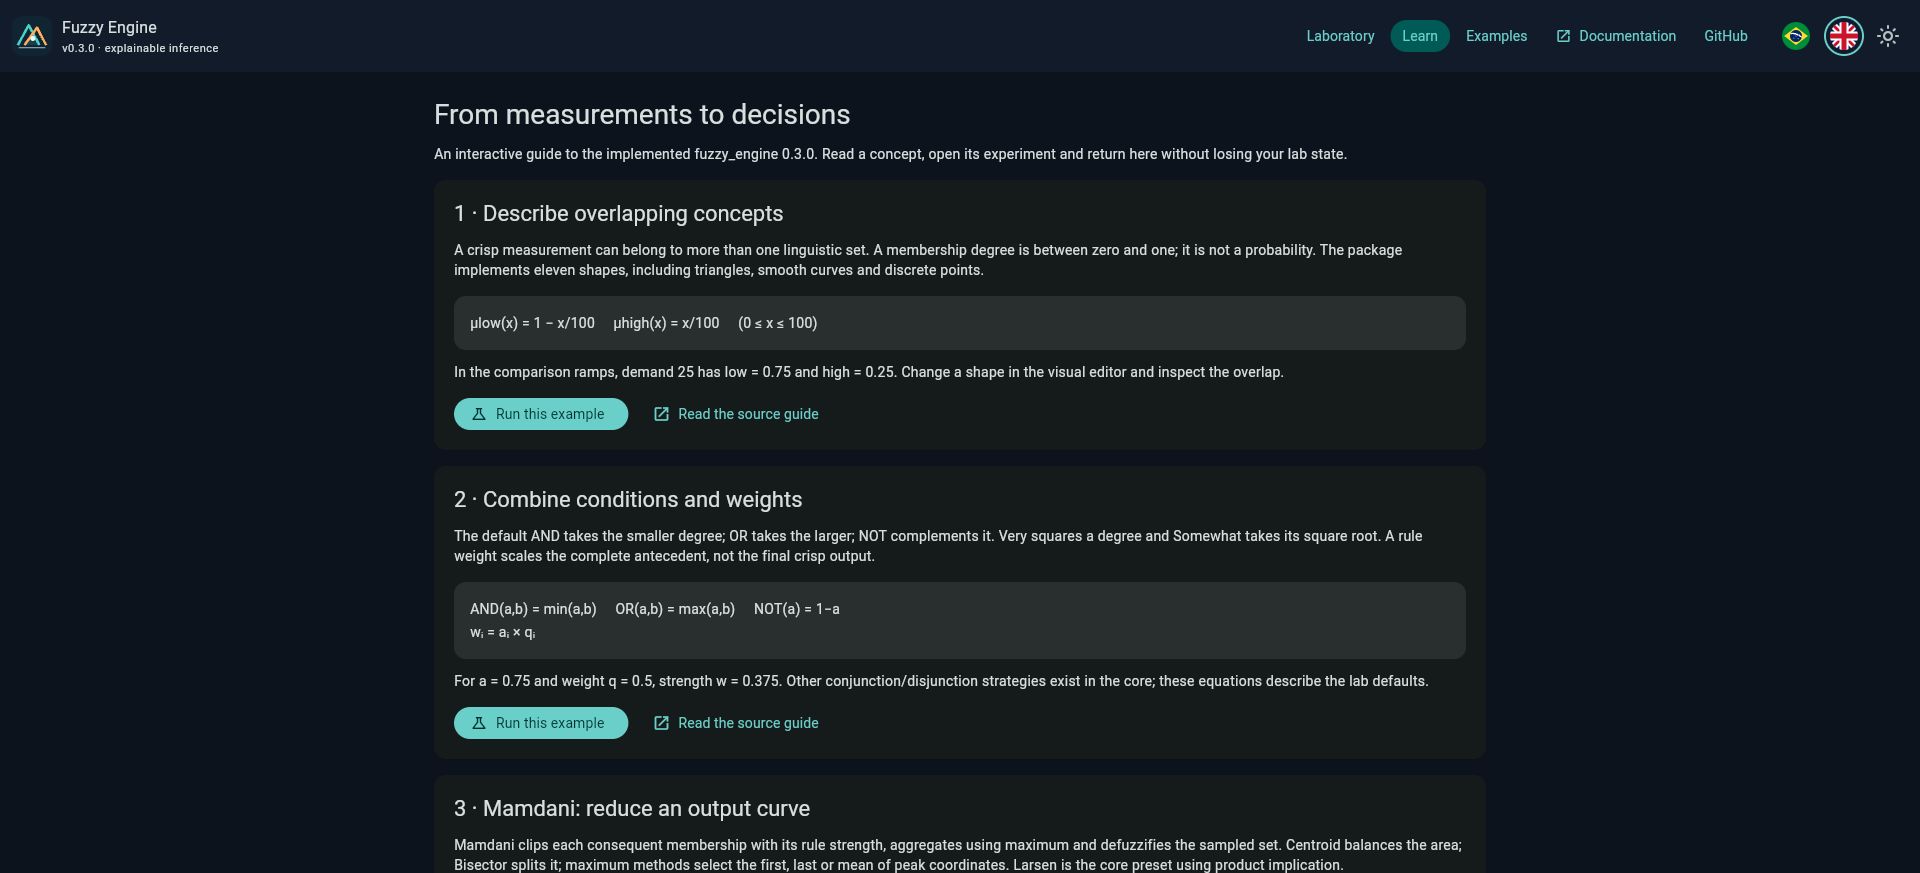 Fuzzy Engine
v0.3.0 · explainable inference
Laboratory
Learn
Examples
Documentation
GitHub
From measurements to decisions
An interactive guide to the implemented fuzzy_engine 0.3.0. Read a concept, open its experiment and return here without losing your lab state.
1 · Describe overlapping concepts
A crisp measurement can belong to more than one linguistic set. A membership degree is between zero and one; it is not a probability. The package
implements eleven shapes, including triangles, smooth curves and discrete points.
μlow(x) = 1 − x/100  μhigh(x) = x/100  (0 ≤ x ≤ 100)
In the comparison ramps, demand 25 has low = 0.75 and high = 0.25. Change a shape in the visual editor and inspect the overlap.
Run this example
Read the source guide
2 · Combine conditions and weights
The default AND takes the smaller degree; OR takes the larger; NOT complements it. Very squares a degree and Somewhat takes its square root. A rule
weight scales the complete antecedent, not the final crisp output.
AND(a,b) = min(a,b)  OR(a,b) = max(a,b)  NOT(a) = 1−a
wᵢ = aᵢ × qᵢ
For a = 0.75 and weight q = 0.5, strength w = 0.375. Other conjunction/disjunction strategies exist in the core; these equations describe the lab defaults.
Run this example
Read the source guide
3 · Mamdani: reduce an output curve
Mamdani clips each consequent membership with its rule strength, aggregates using maximum and defuzzifies the sampled set. Centroid balances the area;
Bisector splits it; maximum methods select the first, last or mean of peak coordinates. Larsen is the core preset using product implication.